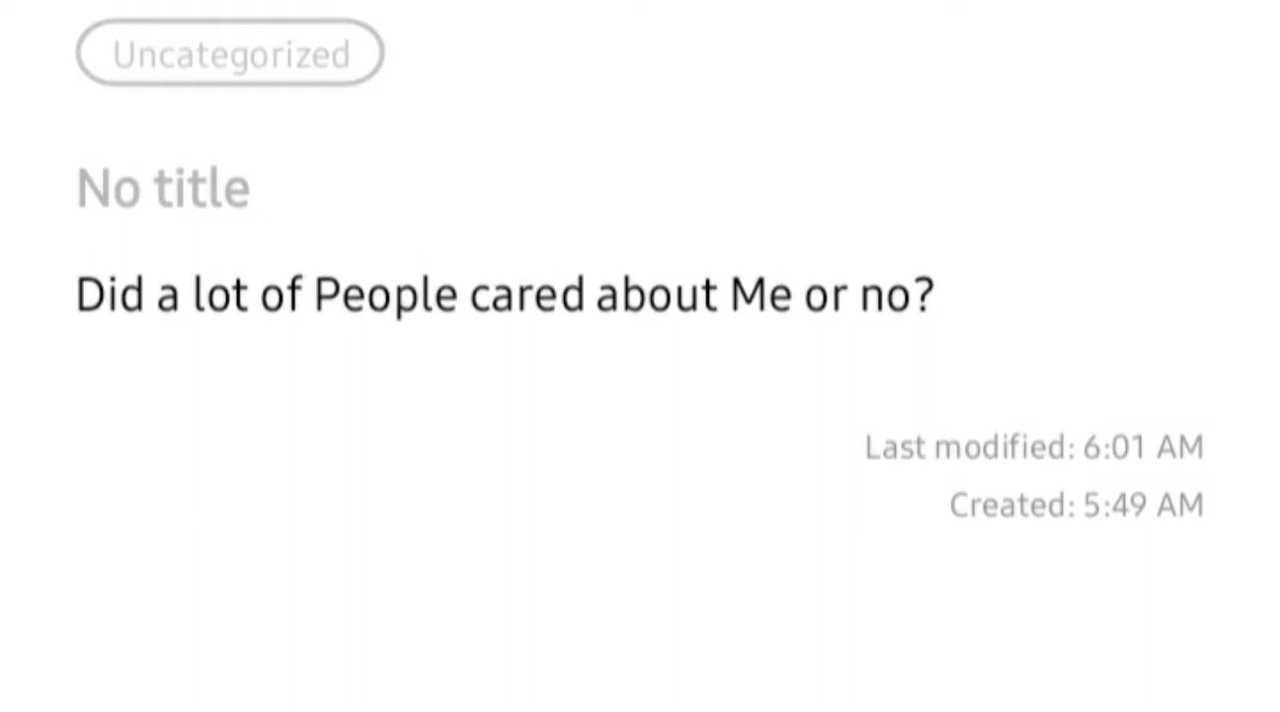 Uncategorized
No title
Did a lot of People cared about Me or no?
Last modified: 6:01 AM
Created: 5:49 AM